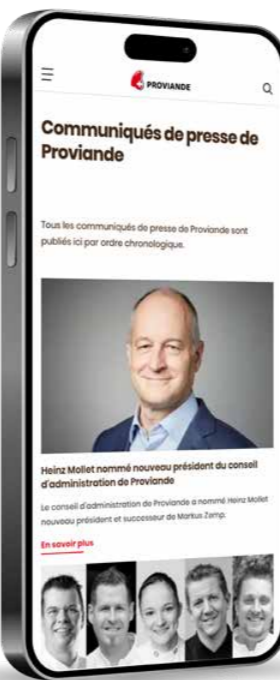 PROVIANDE
Communiqués de presse de
Proviande
Tous les communiqués de presse de Proviande sont
publiés ici par ordre chronologique.
Heinz Mollet nommé nouveau président du conseil
d'administration de Proviande
Le conseil d'administration de Proviande a nommé Heinz Mollet
nouveau président et successeur de Markus Zemp.
En savoir plus